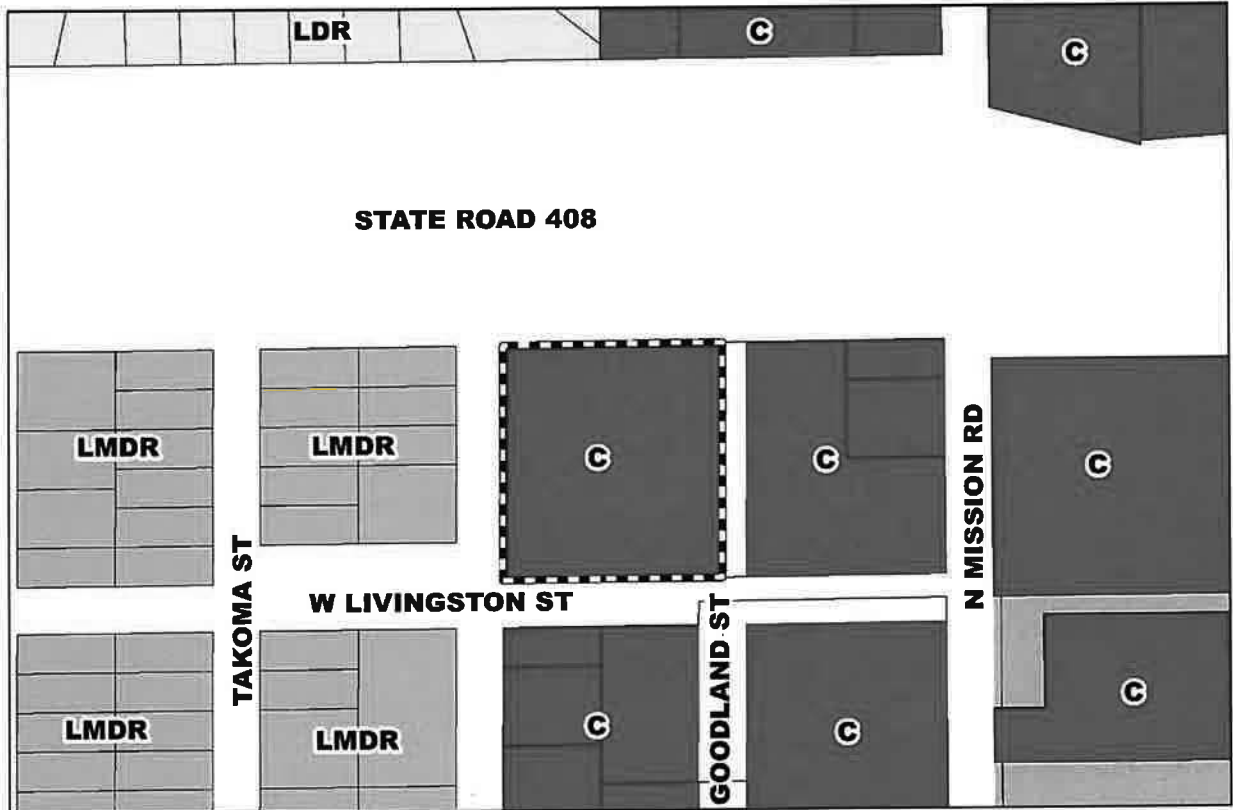 LDR
C
C
STATE ROAD 408
LMDR
LMDR
C
C
C
N MISSION RD
TAKOMA ST
W LIVINGSTON ST
GOODLAND ST
LMDR
LMDR
C
C
C